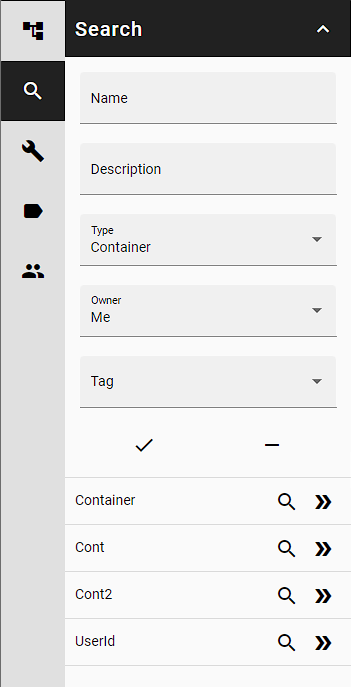 Search
Name
Description
Type
Container
Owner
Me
Tag
Container
Cont
Cont2
UserId